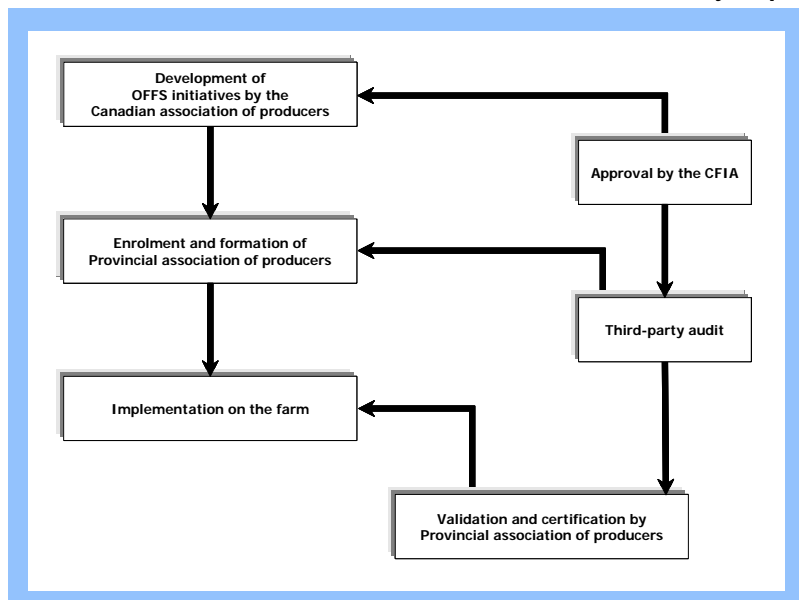 Development of
OFFS initiatives by the
Canadian association of producers
Approval by the CFIA
Enrolment and formation of
Provincial association of producers
Third-party audit
Implementation on the farm
Validation and certification by
Provincial association of producers